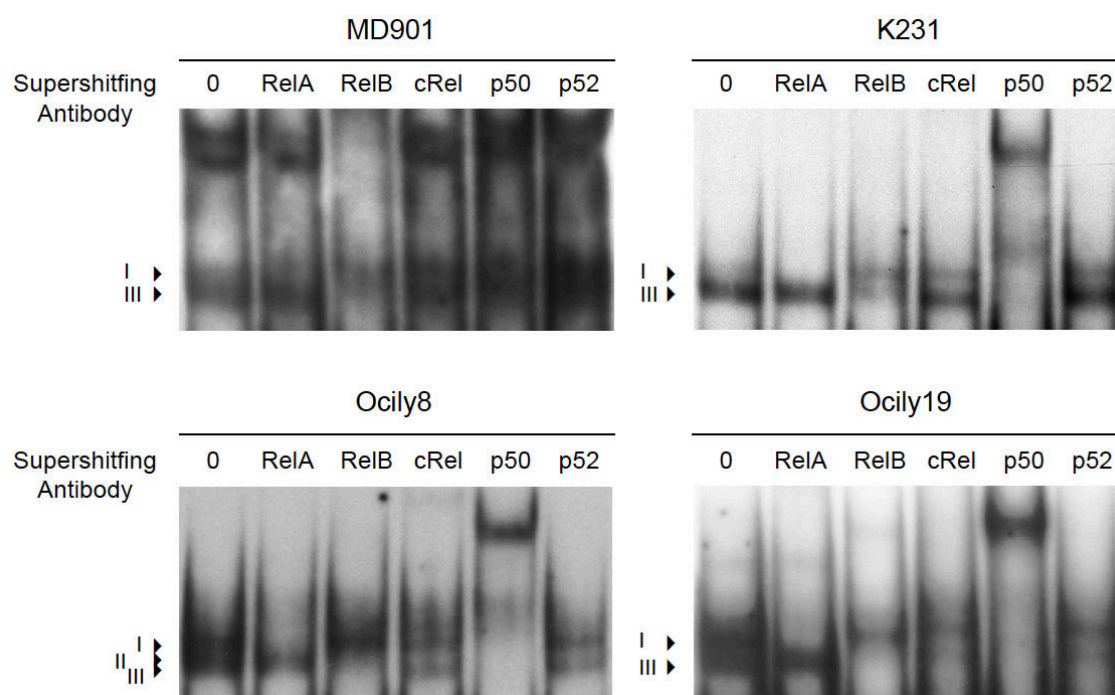 MD901
Supershitfing Antibody
0 RelA RelB cRel p50 p52
I
III
K231
0 RelA RelB cRel p50 p52
I
III
Ocily8
Supershitfing Antibody
0 RelA RelB cRel p50 p52
I
II
III
Ocily19
0 RelA RelB cRel p50 p52
I
III